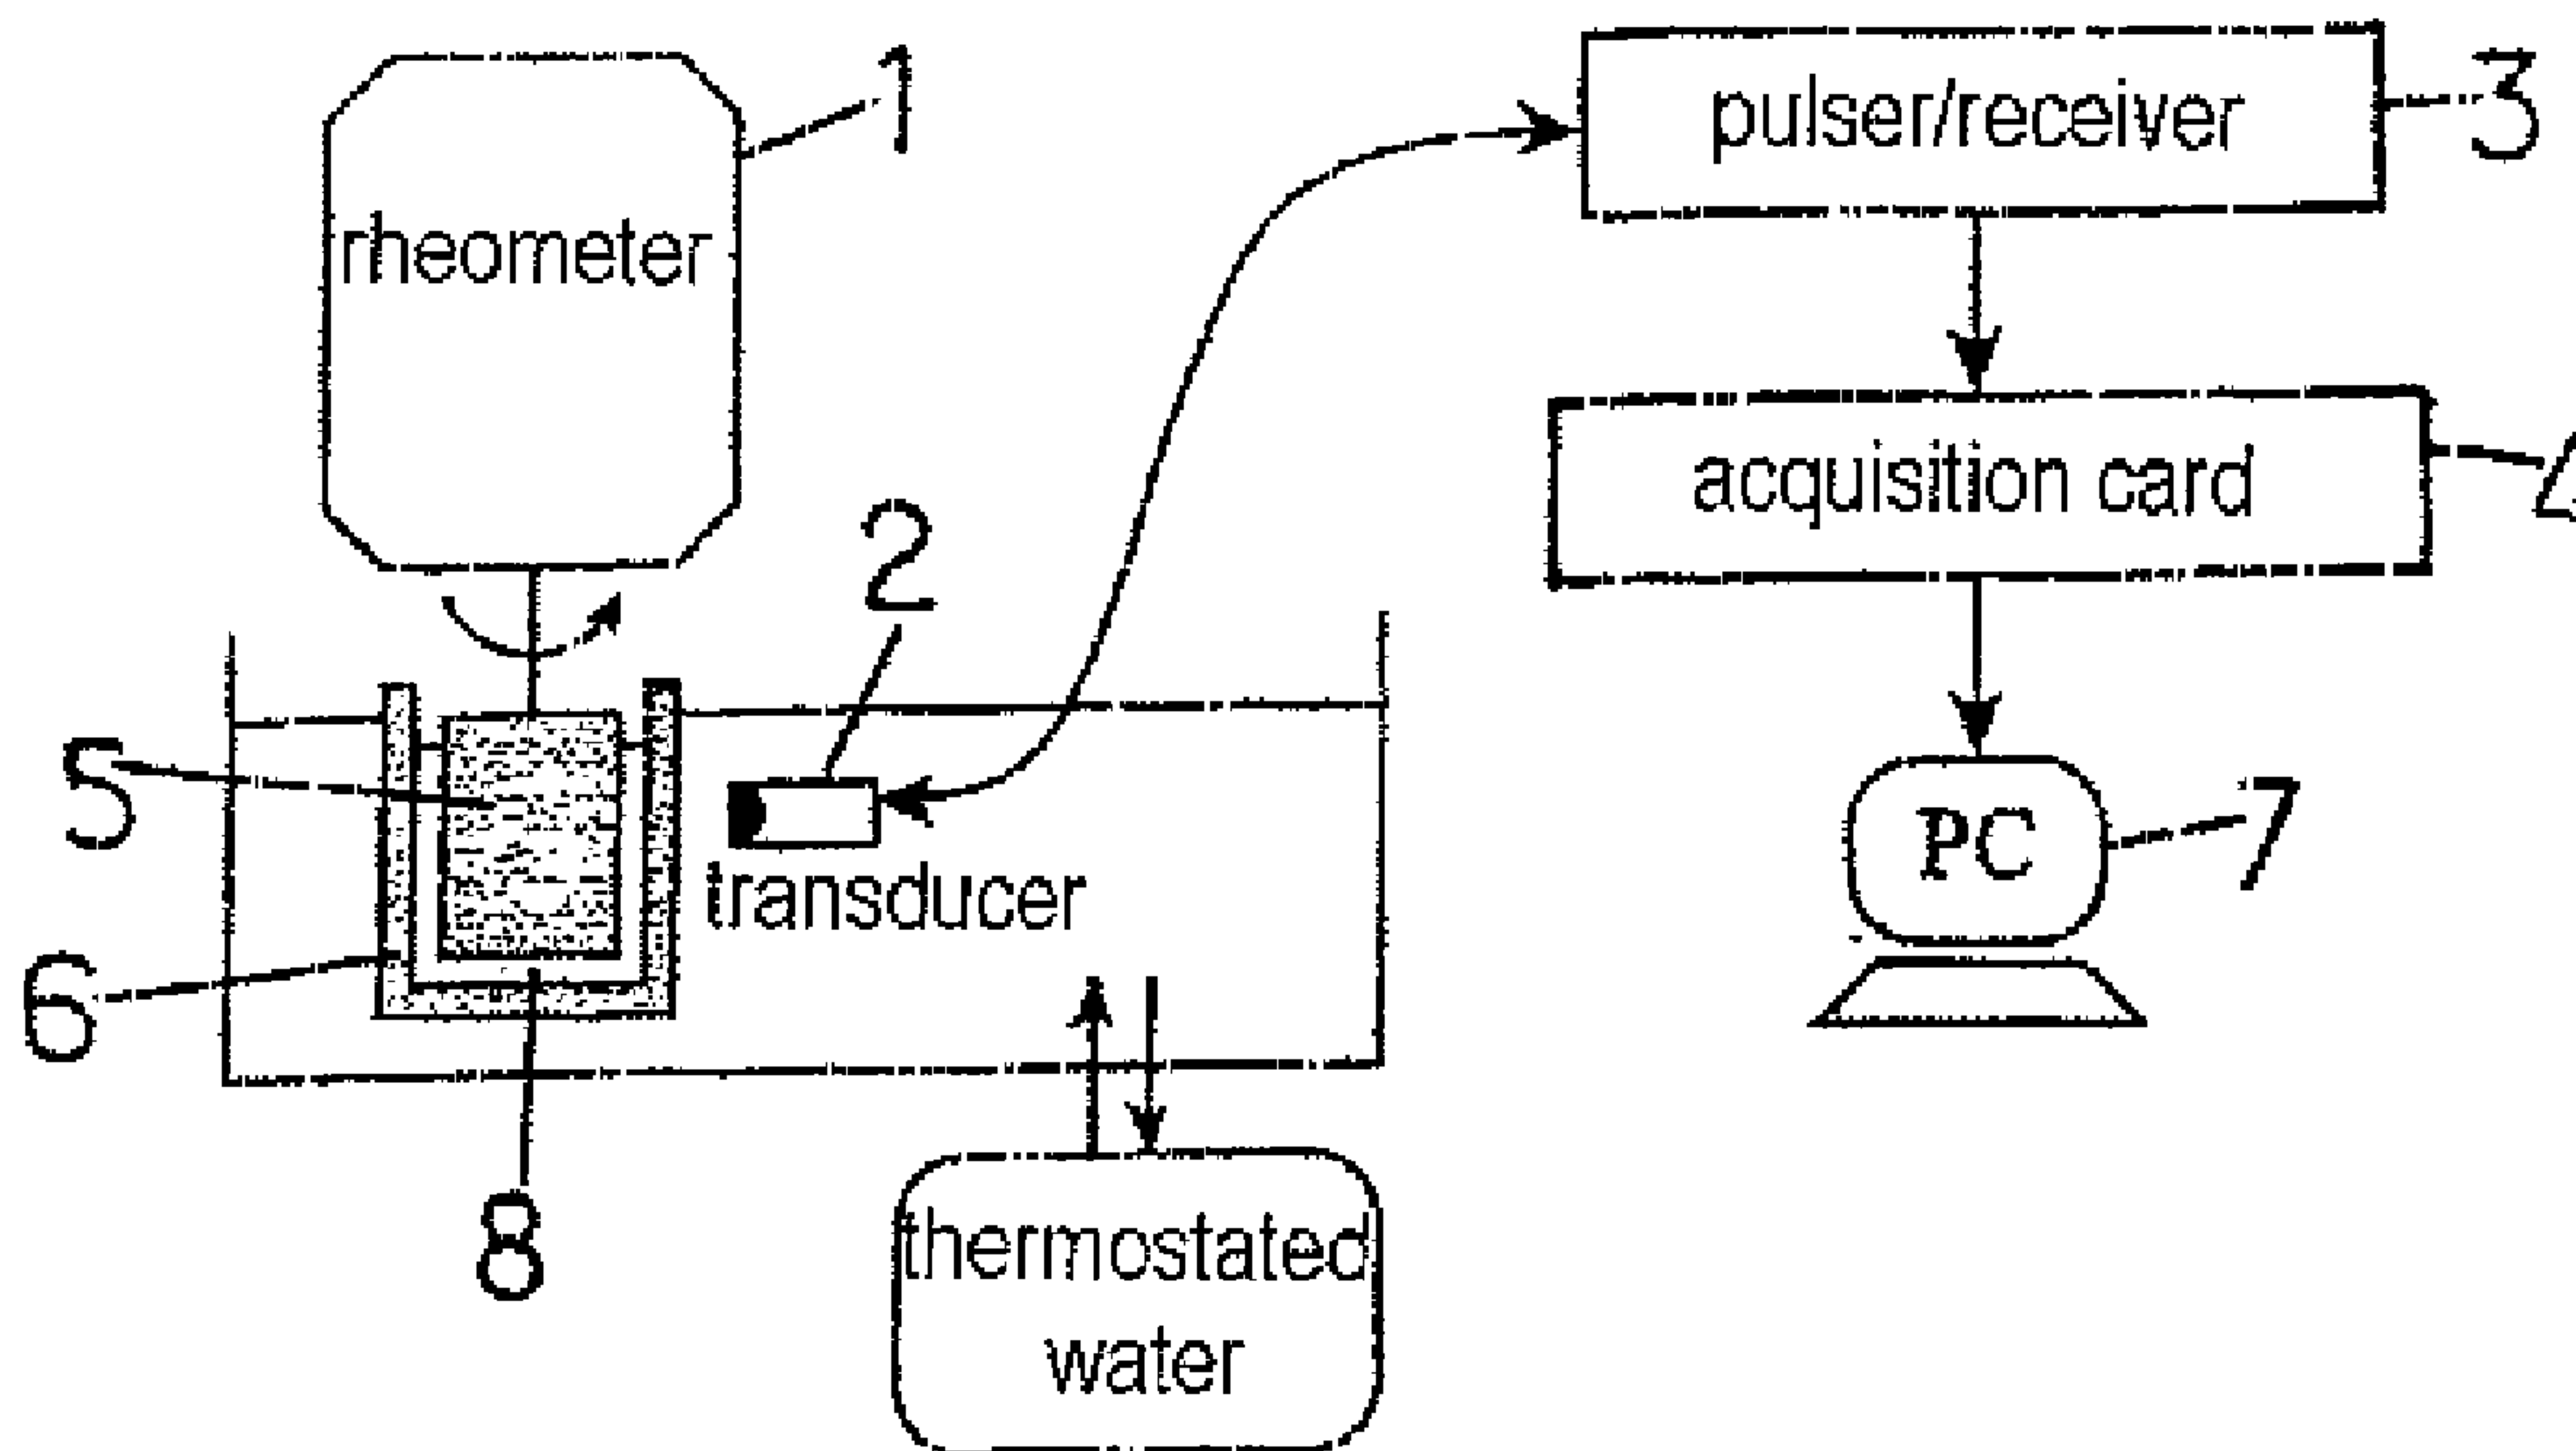 1
rheometer
pulser/receiver
3
acquisition card
4
2
5
transducer
PC
7
6
8
thermostated
water